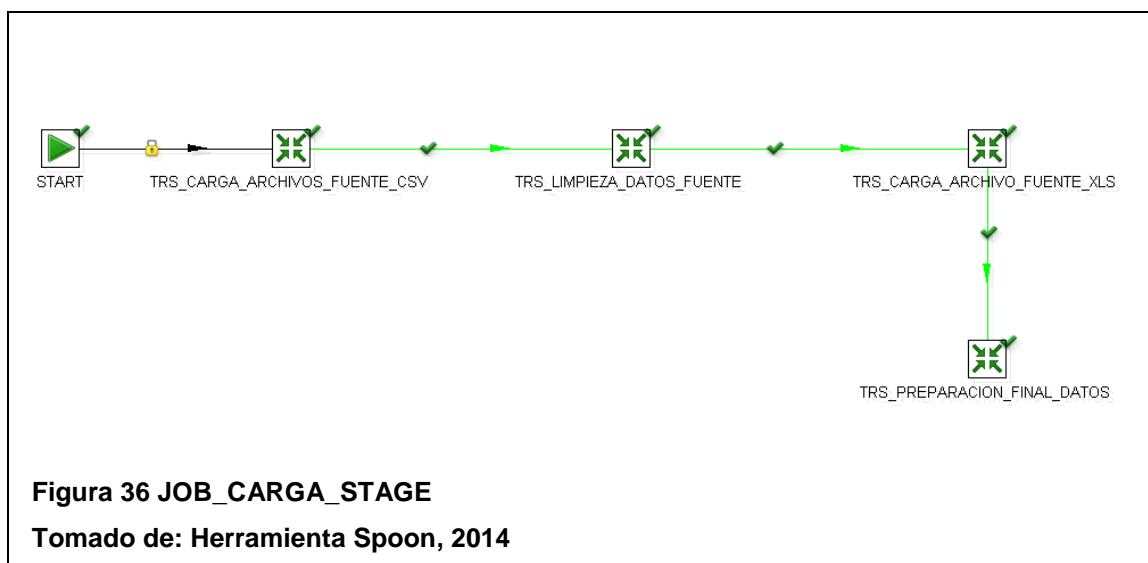 START
TRS_CARGA_ARCHIVOS_FUENTE_CSV
TRS_LIMPIEZA_DATOS_FUENTE
TRS_CARGA_ARCHIVO_FUENTE_XLS
TRS_PREPARACION_FINAL_DATOS
Figura 36 JOB_CARGA_STAGE
Tomado de: Herramienta Spoon, 2014